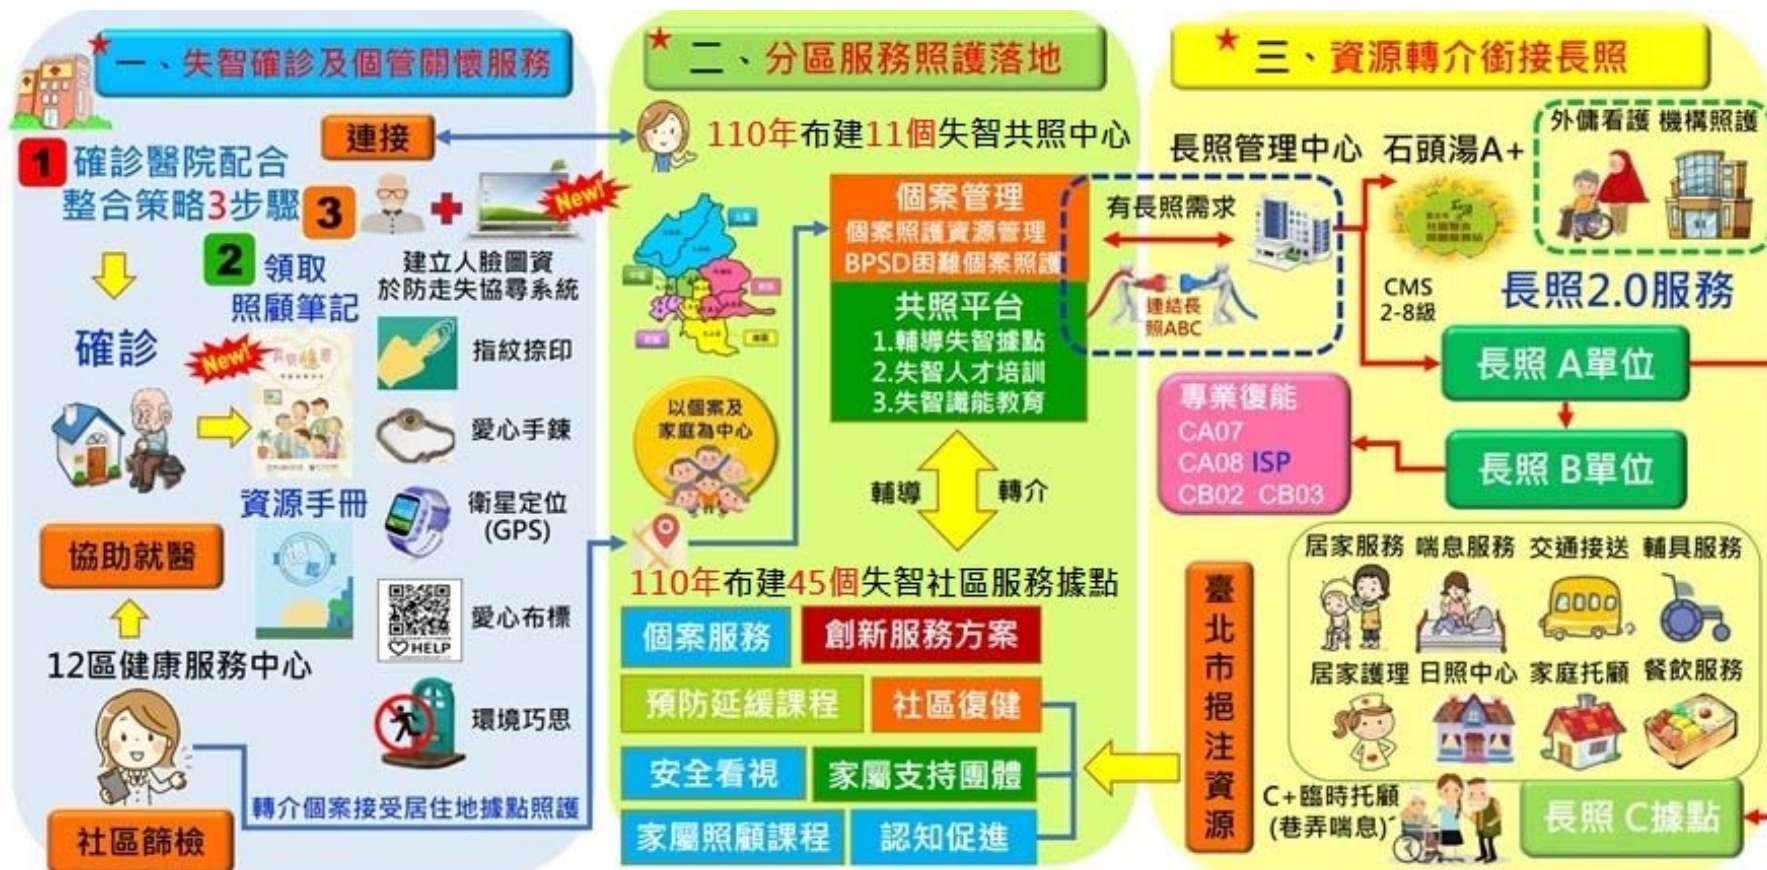 一、失智確診及個管關懷服務
連接
1
確診醫院配合
整合策略3步驟
3
New!
2
領取
照顧筆記
建立人臉圖資
於防走失協尋系統
確診
New!
指紋捺印
愛心手鍊
資源手冊
衛星定位
(GPS)
協助就醫
愛心布標
HELP
12區健康服務中心
環境巧思
轉介個案接受居住地據點照護
社區篩檢
二、分區服務照護落地
110年布建11個失智共照中心
個案管理
個案照護資源管理
BPSD困難個案照護
共照平台
1.輔導失智據點
2.失智人才培訓
3.失智識能教育
以個案及
家庭為中心
輔導
轉介
110年布建45個失智社區服務據點
個案服務
創新服務方案
預防延緩課程
社區復健
安全看視
家屬支持團體
家屬照顧課程
認知促進
三、資源轉介銜接長照
外傭看護 機構照護
長照管理中心
石頭湯A+
有長照需求
連結長
照ABC
CMS
2-8級
長照2.0服務
長照 A單位
專業復能
CA07
CA08 ISP
CB02 CB03
長照 B單位
臺北市挹注資源
居家服務 喘息服務 交通接送 輔具服務
居家護理 日照中心 家庭托顧 餐飲服務
C+臨時托顧
(巷弄喘息)
長照 C據點